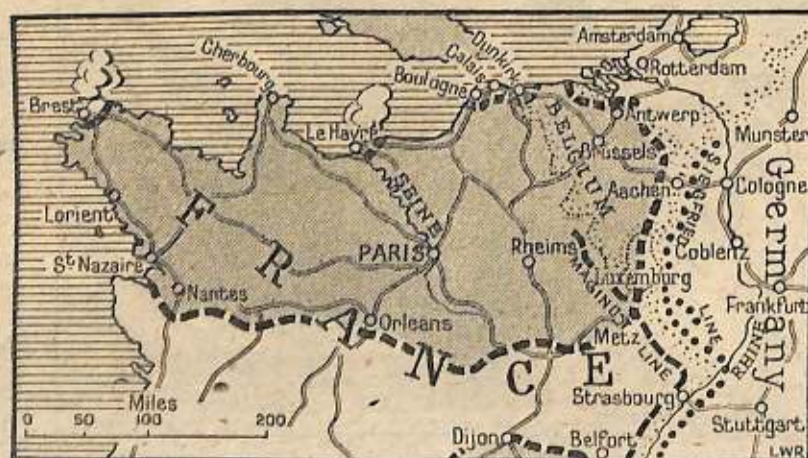 Amsterdam
Rotterdam
Cherbourg
Dunkirk
Calais
Boulogne
Brest
Le Havre
Antwerp
Munster
BELGIUM
Brussels
Aachen
Cologne
SIEGFRIED
LINE
Germany
SEINE
Lorient
FRANCE
PARIS
Rheims
Luxemburg
Coblenz
St Nazaire
Nantes
MAGINOT
LINE
Frankfurt
Orleans
Metz
RHINE
Miles
0 50 100 200
Strasbourg
Stuttgart
Dijon
Belfort
LWR